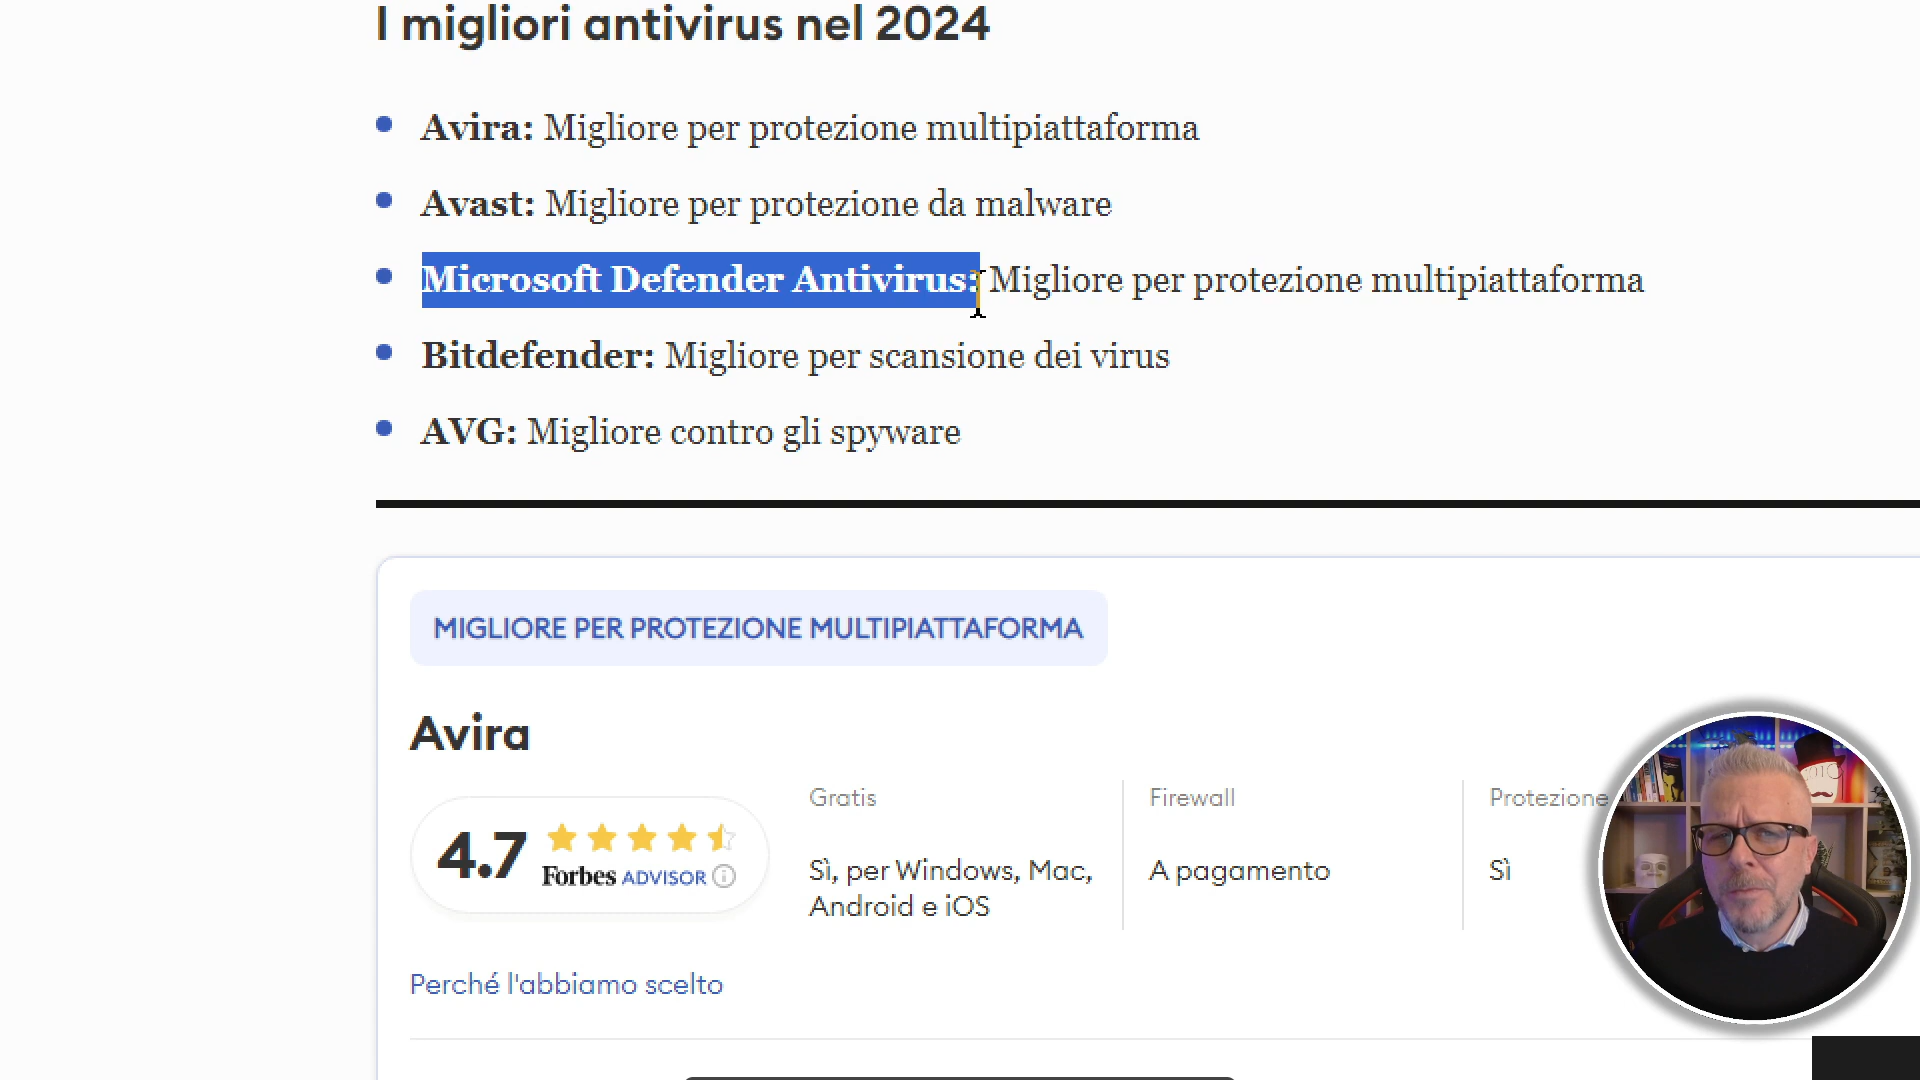 I migliori antivirus nel 2024
Avira: Migliore per protezione multipiattaforma
Avast: Migliore per protezione da malware
Microsoft Defender Antivirus: Migliore per protezione multipiattaforma
Bitdefender: Migliore per scansione dei virus
AVG: Migliore contro gli spyware
MIGLIORE PER PROTEZIONE MULTIPIATTAFORMA
Avira
4.7
Forbes ADVISOR
Gratis
Sì, per Windows, Mac,
Android e iOS
Firewall
A pagamento
Protezione
Sì
Perché l'abbiamo scelto